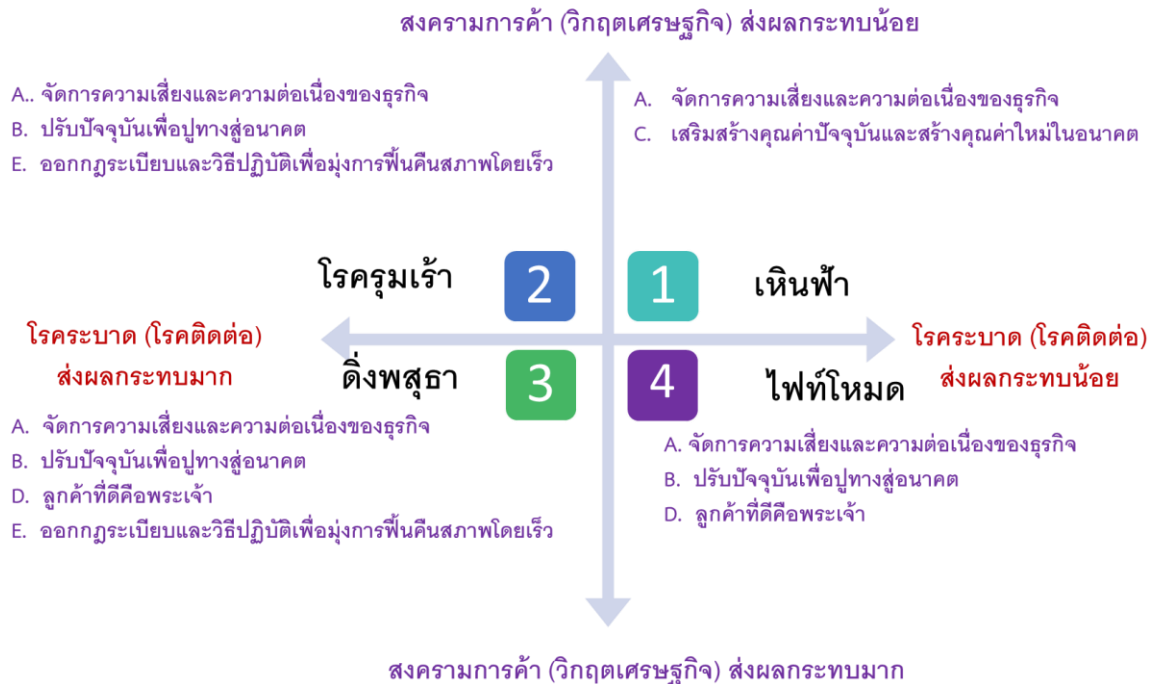 สงครามการค้า (วิกฤตเศรษฐกิจ) ส่งผลกระทบน้อย
A.. จัดการความเสี่ยงและความต่อเนื่องของธุรกิจ
B. ปรับปัจจุบันเพื่อปูทางสู่อนาคต
E. ออกกฎระเบียบและวิธีปฏิบัติเพื่อมุ่งการฟื้นคืนสภาพโดยเร็ว
A. จัดการความเสี่ยงและความต่อเนื่องของธุรกิจ
C. เสริมสร้างคุณค่าปัจจุบันและสร้างคุณค่าใหม่ในอนาคต
โรครุมเร้า
2
1
เหินฟ้า
โรคระบาด (โรคติดต่อ)
ส่งผลกระทบมาก
โรคระบาด (โรคติดต่อ)
ส่งผลกระทบน้อย
ดิ่งพสุธา
3
4
ไฟท์โหมด
A. จัดการความเสี่ยงและความต่อเนื่องของธุรกิจ
B. ปรับปัจจุบันเพื่อปูทางสู่อนาคต
D. ลูกค้าที่ดีคือพระเจ้า
E. ออกกฎระเบียบและวิธีปฏิบัติเพื่อมุ่งการฟื้นคืนสภาพโดยเร็ว
A. จัดการความเสี่ยงและความต่อเนื่องของธุรกิจ
B. ปรับปัจจุบันเพื่อปูทางสู่อนาคต
D. ลูกค้าที่ดีคือพระเจ้า
สงครามการค้า (วิกฤตเศรษฐกิจ) ส่งผลกระทบมาก